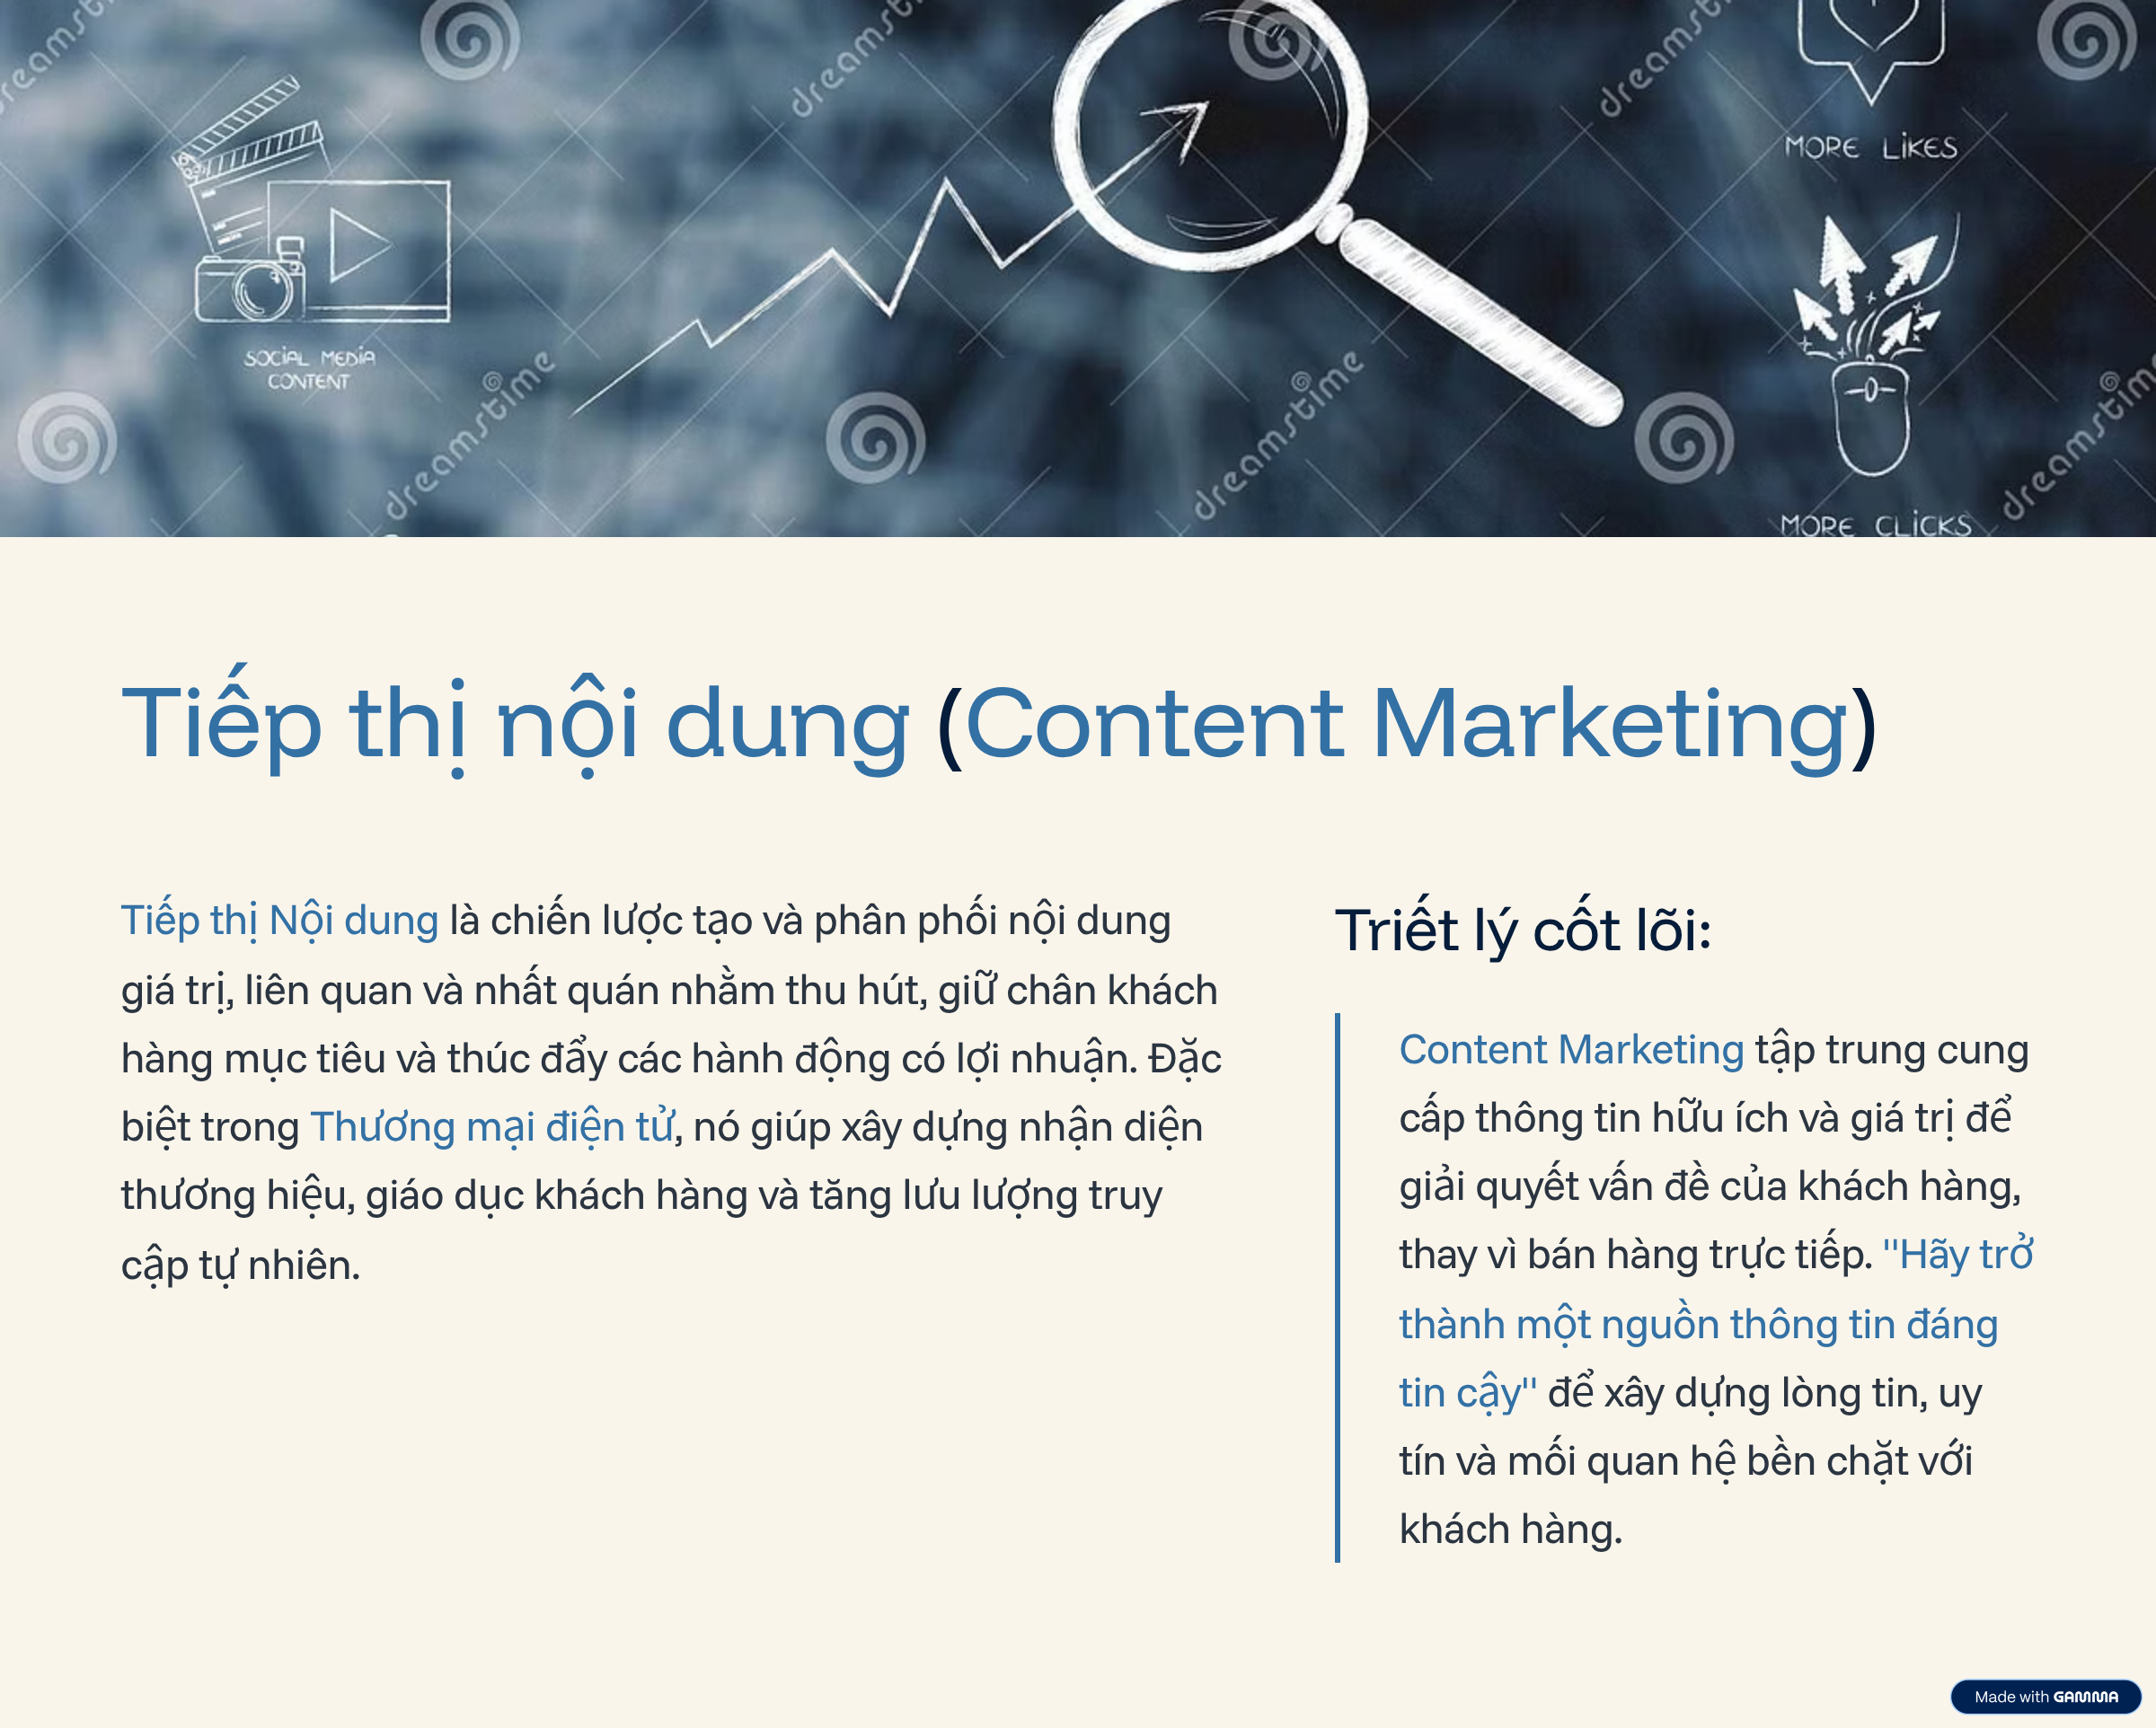 dreamstime
dreamstime
dreamstime
MORE LIKES
SOCIAL MEDIA
CONTENT
dreamstime
dreamstime
dreamstime
MORE CLICKS
Tiếp thị nội dung (Content Marketing)
Tiếp thị Nội dung là chiến lược tạo và phân phối nội dung
giá trị, liên quan và nhất quán nhằm thu hút, giữ chân khách
hàng mục tiêu và thúc đẩy các hành động có lợi nhuận. Đặc
biệt trong Thương mại điện tử, nó giúp xây dựng nhận diện
thương hiệu, giáo dục khách hàng và tăng lưu lượng truy
cập tự nhiên.
Triết lý cốt lõi:
Content Marketing tập trung cung
cấp thông tin hữu ích và giá trị để
giải quyết vấn đề của khách hàng,
thay vì bán hàng trực tiếp. "Hãy trở
thành một nguồn thông tin đáng
tin cậy" để xây dựng lòng tin, uy
tín và mối quan hệ bền chặt với
khách hàng.
Made with GAMMA